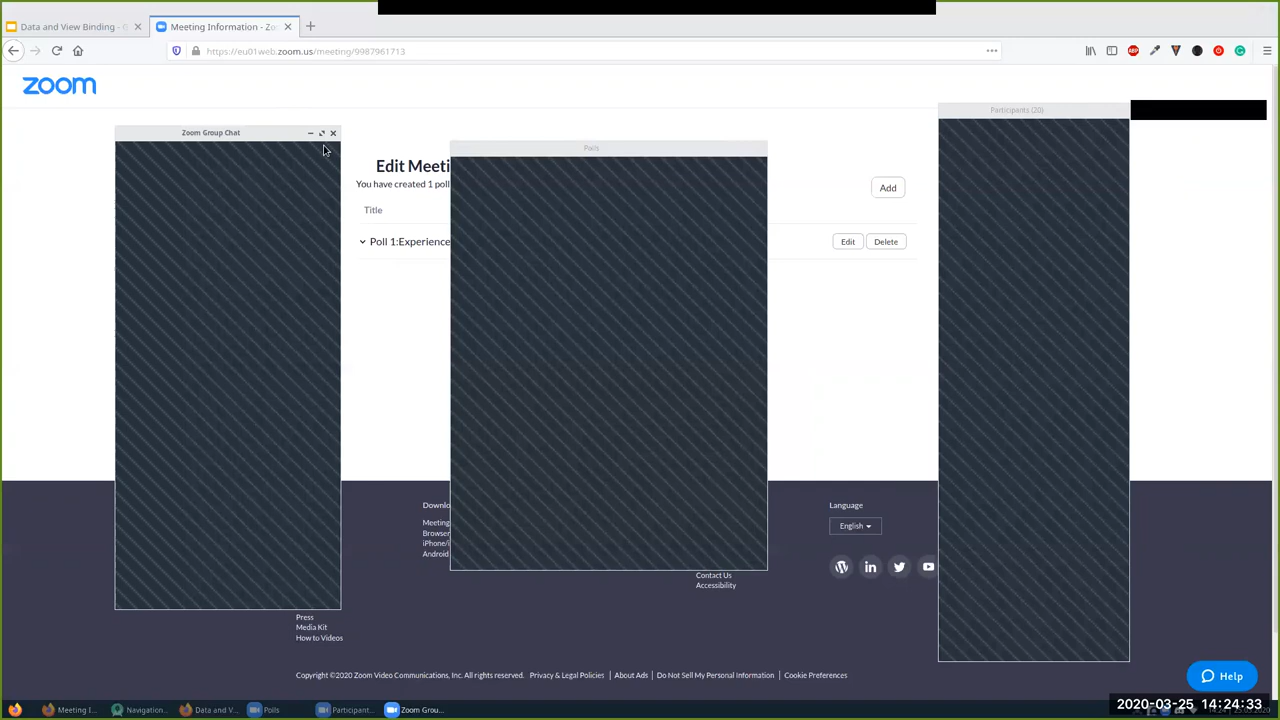 Data and View Binding - G
Meeting Information - Zo
https://eu01web.zoom.us/meeting/9987961713
zoom
Participants (20)
Zoom Group Chat
Polls
Edit Meeti
You have created 1 poll
Add
Title
Poll 1:Experience
Edit
Delete
Downlo
Meeting
Browser
iPhone/i
Android
Language
English
Contact Us
Accessibility
Press
Media Kit
How to Videos
Copyright ©2020 Zoom Video Communications, Inc. All rights reserved. Privacy & Legal Policies | About Ads | Do Not Sell My Personal Information | Cookie Preferences
Help
Meeting I...
Navigation...
Data and V...
Polls
Participant...
Zoom Grou...
2020-03-25 14:24:33